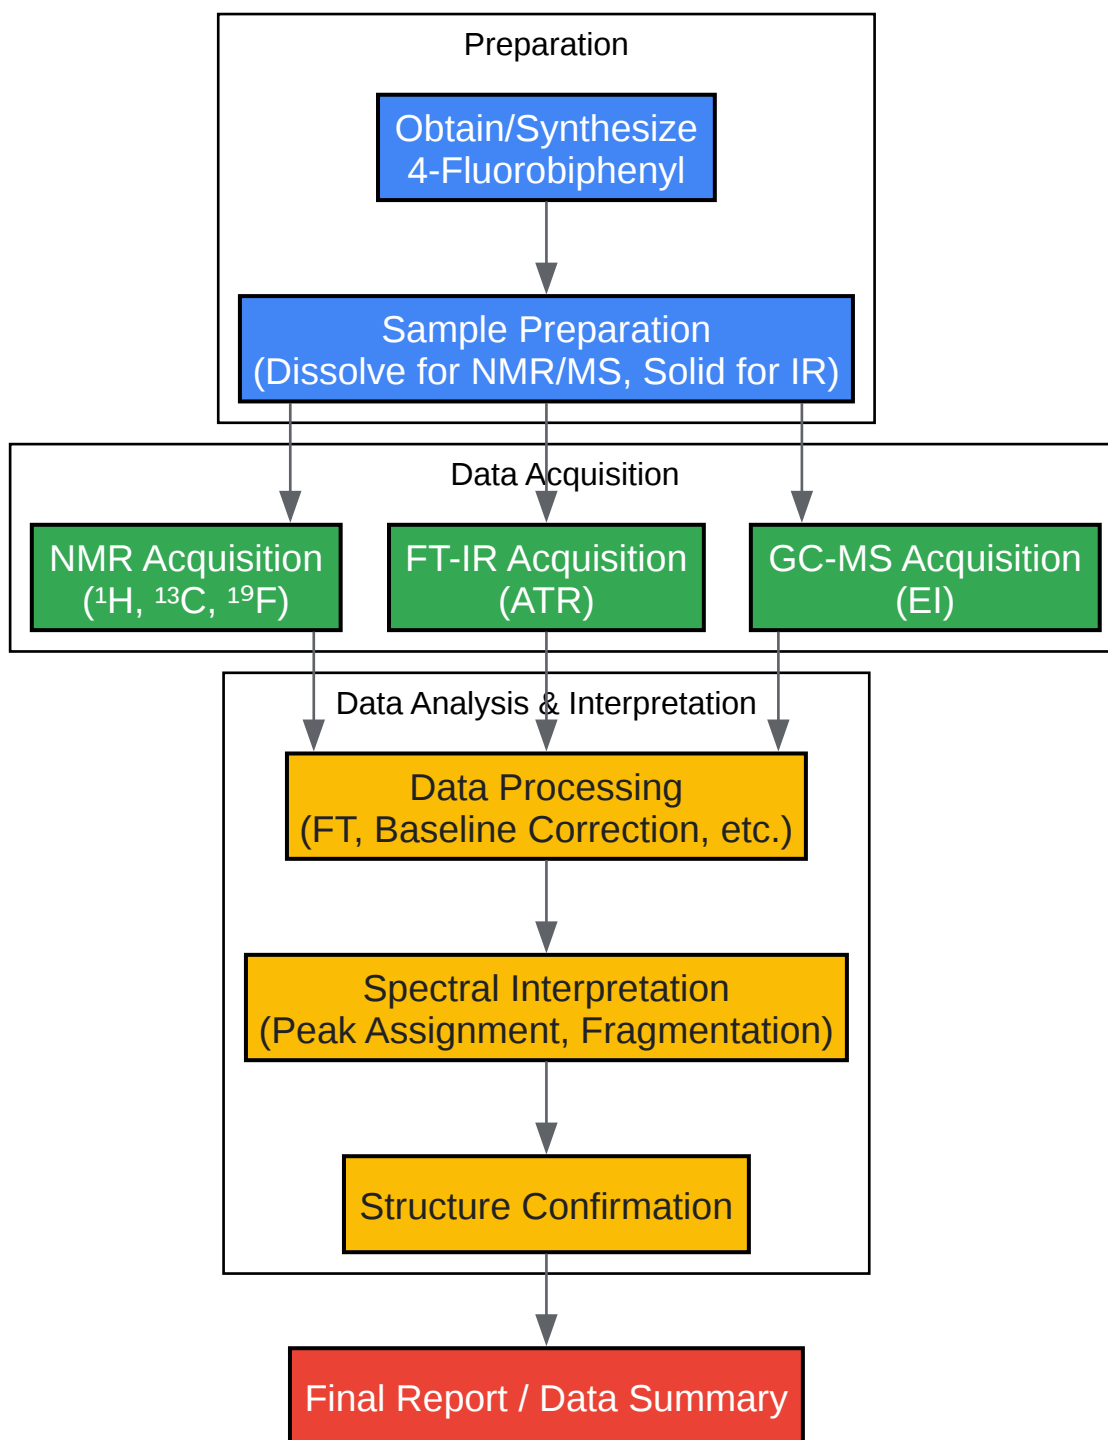 Preparation
Obtain/Synthesize
4-Fluorobiphenyl
Sample Preparation
(Dissolve for NMR/MS, Solid for IR)
Data Acquisition
NMR Acquisition
(¹H, ¹³C, ¹⁹F)
FT-IR Acquisition
(ATR)
GC-MS Acquisition
(EI)
Data Analysis & Interpretation
Data Processing
(FT, Baseline Correction, etc.)
Spectral Interpretation
(Peak Assignment, Fragmentation)
Structure Confirmation
Final Report / Data Summary